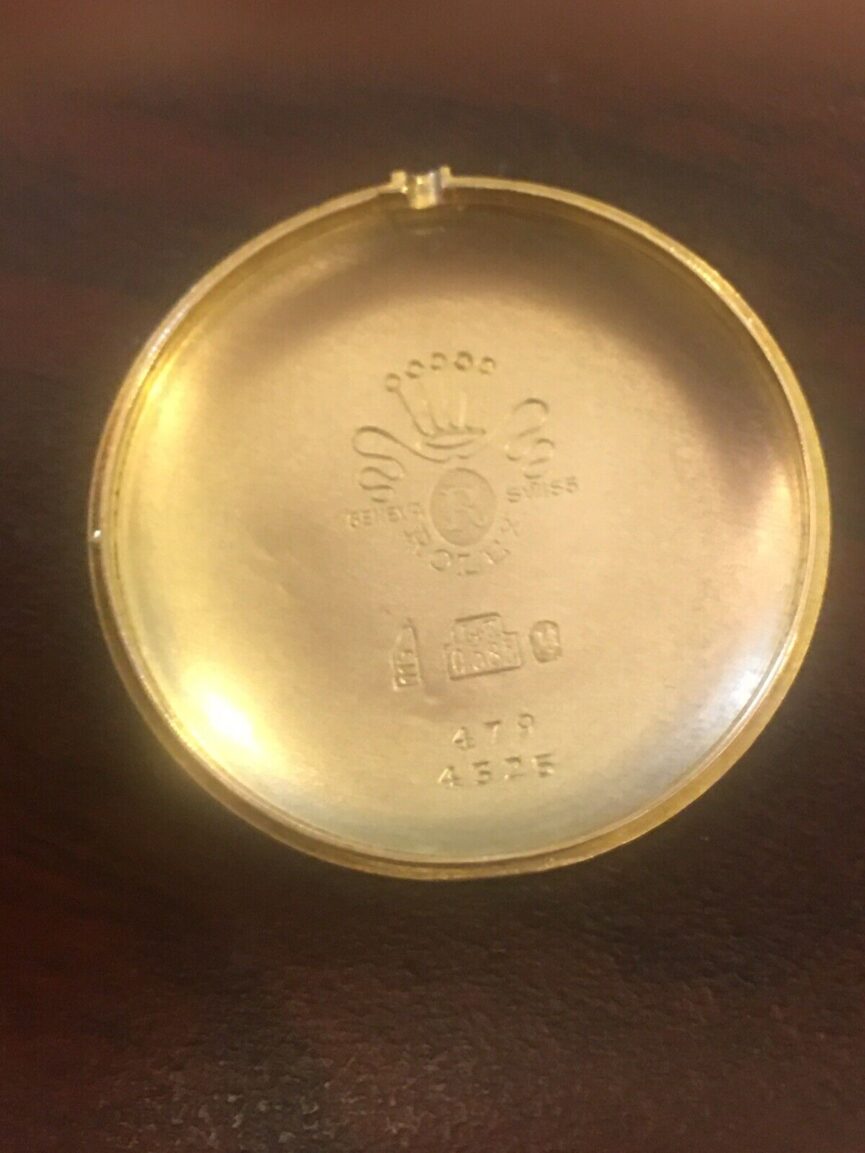 GENEVA R SWISS
ROLEX
479
4325